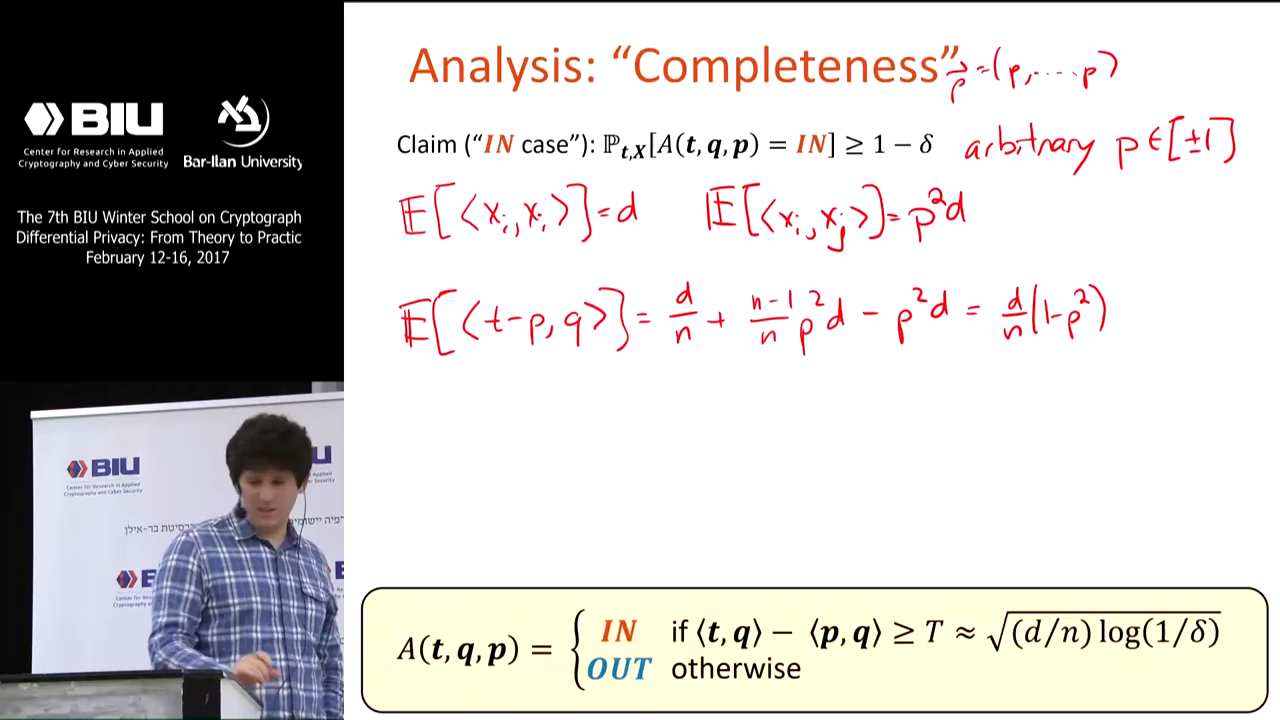 Analysis: “Completeness”
p⃗ = (p, ... p)
Claim (“IN case”): ℙ_{t,X}[A(t, q, p) = IN] ≥ 1 − δ
arbitrary p ∈ [±1]
𝔼[⟨x_i, x_i⟩] = d   𝔼[⟨x_i, x_j⟩] = p²d
𝔼[⟨t-p, q⟩] = d/n + (n-1)/n p²d - p²d = d/n (1-p²)
A(t, q, p) = { IN if ⟨t, q⟩ − ⟨p, q⟩ ≥ T ≈ √((d/n) log(1/δ))
OUT otherwise
BIU
Center for Research in Applied
Cryptography and Cyber Security
Bar-Ilan University
The 7th BIU Winter School on Cryptograph
Differential Privacy: From Theory to Practic
February 12-16, 2017
BIU
Center for Research in Applied
Cryptography and Cyber Security